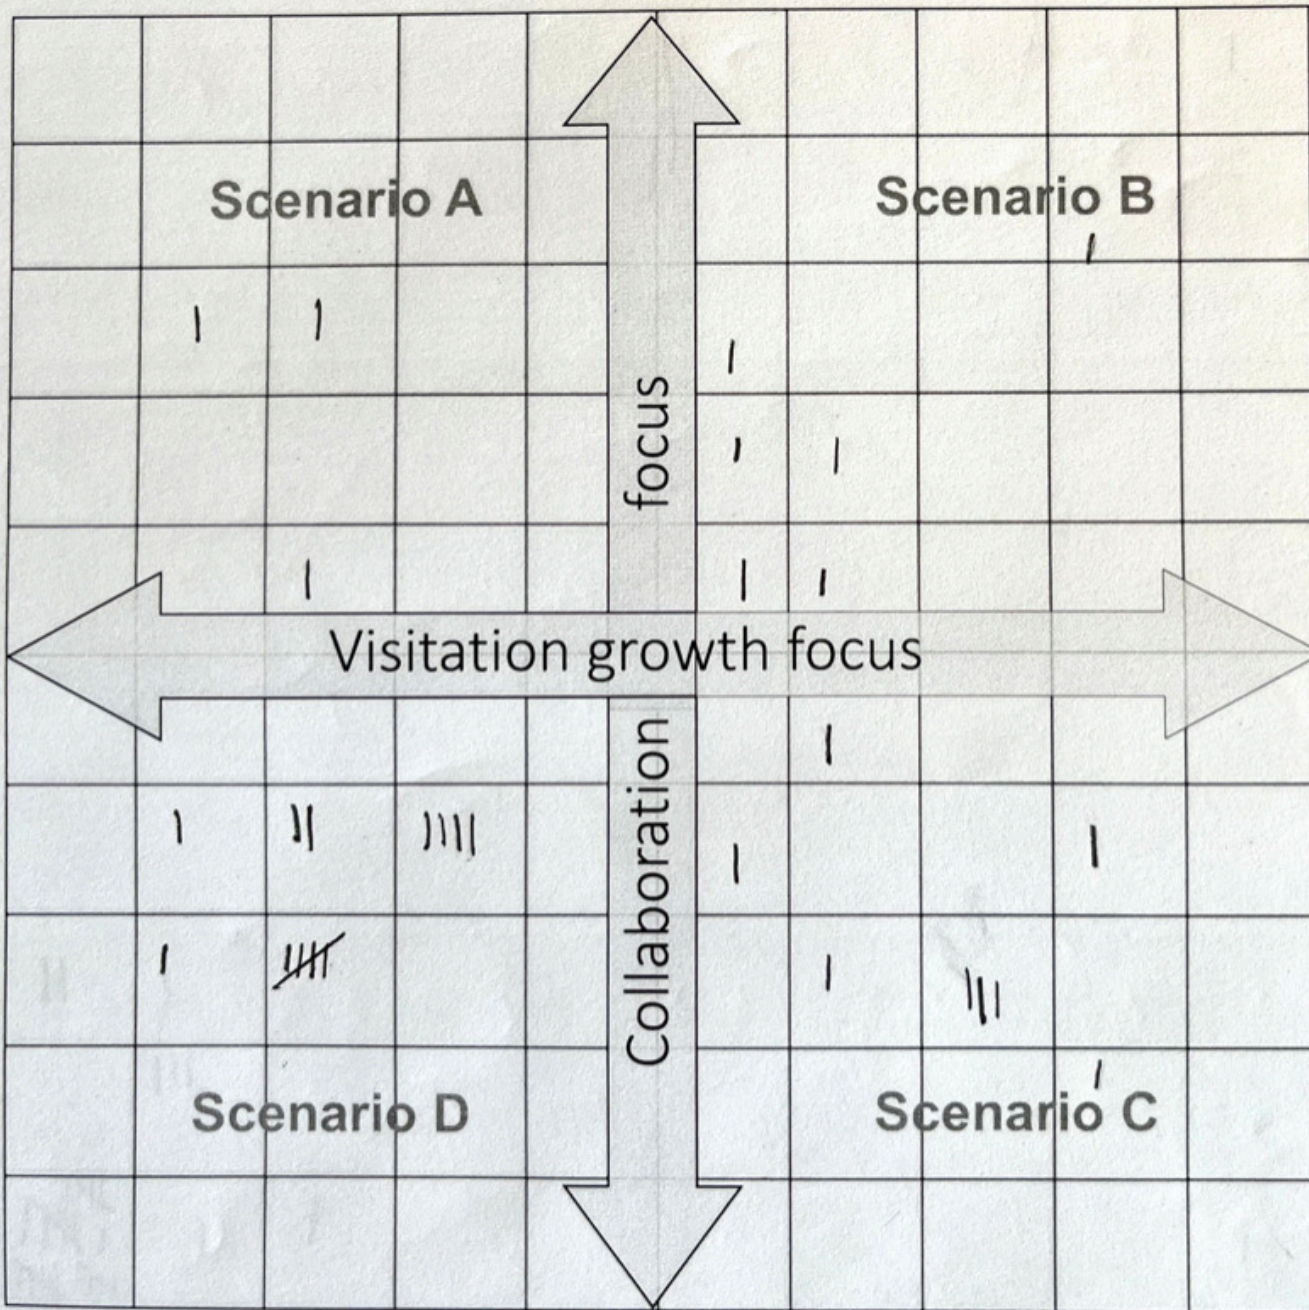 Scenario A
Scenario B
Collaboration focus
Visitation growth focus
Scenario D
Scenario C